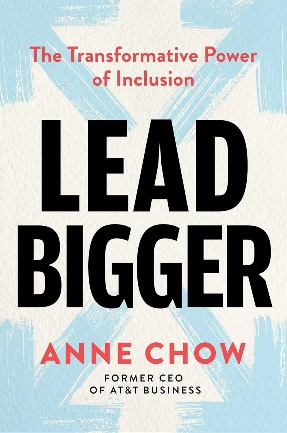 The Transformative Power
of Inclusion
LEAD
BIGGER
ANNE CHOW
FORMER CEO
OF AT&T BUSINESS